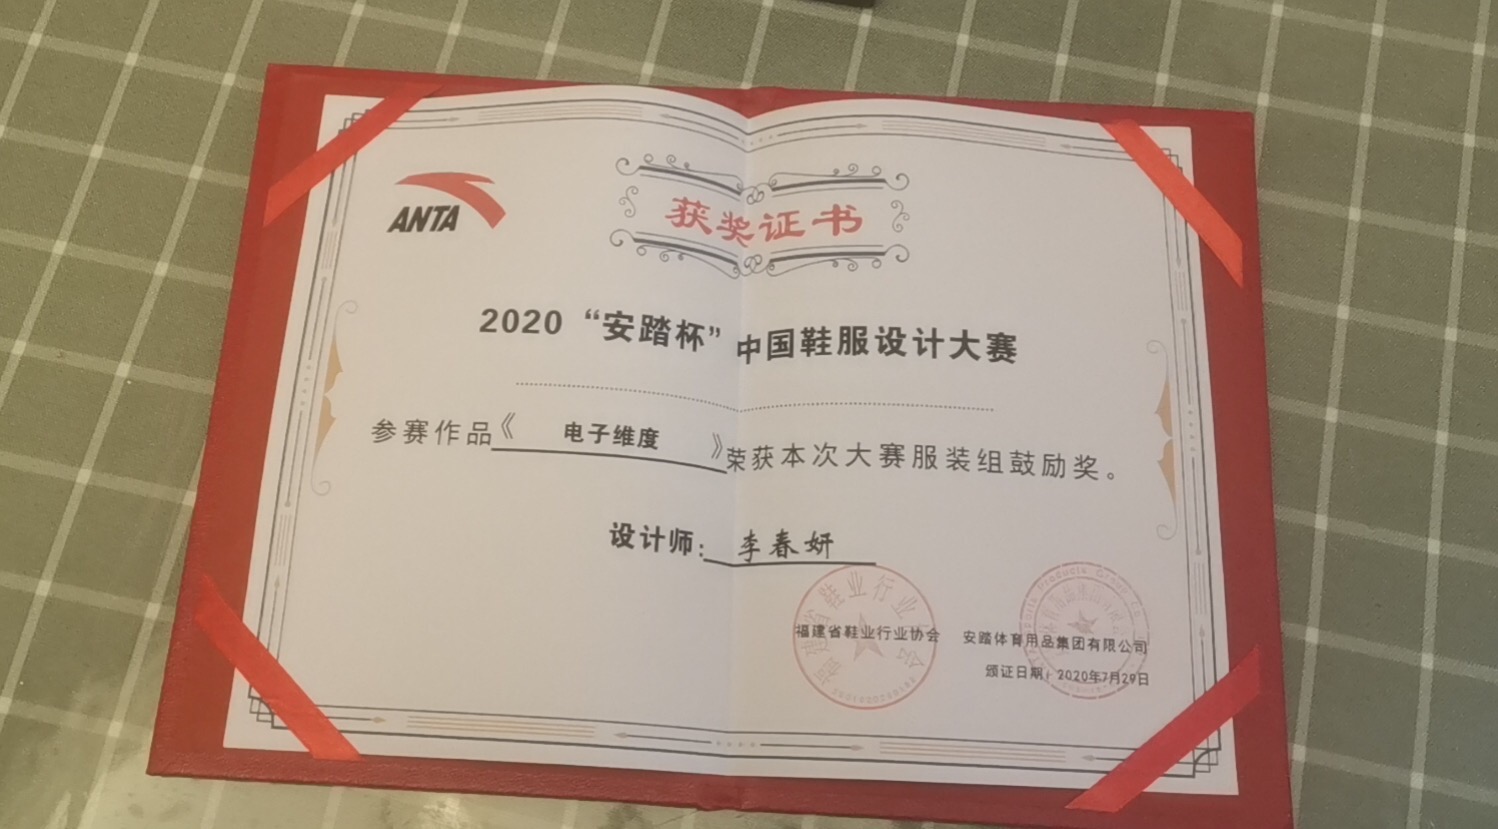 ANTA
获奖证书
2020“安踏杯”中国鞋服设计大赛
参赛作品《 电子维度 》荣获本次大赛服装组鼓励奖。
设计师: 李春妍
福建省鞋业行业协会 安踏体育用品集团有限公司
颁证日期:2020年7月29日